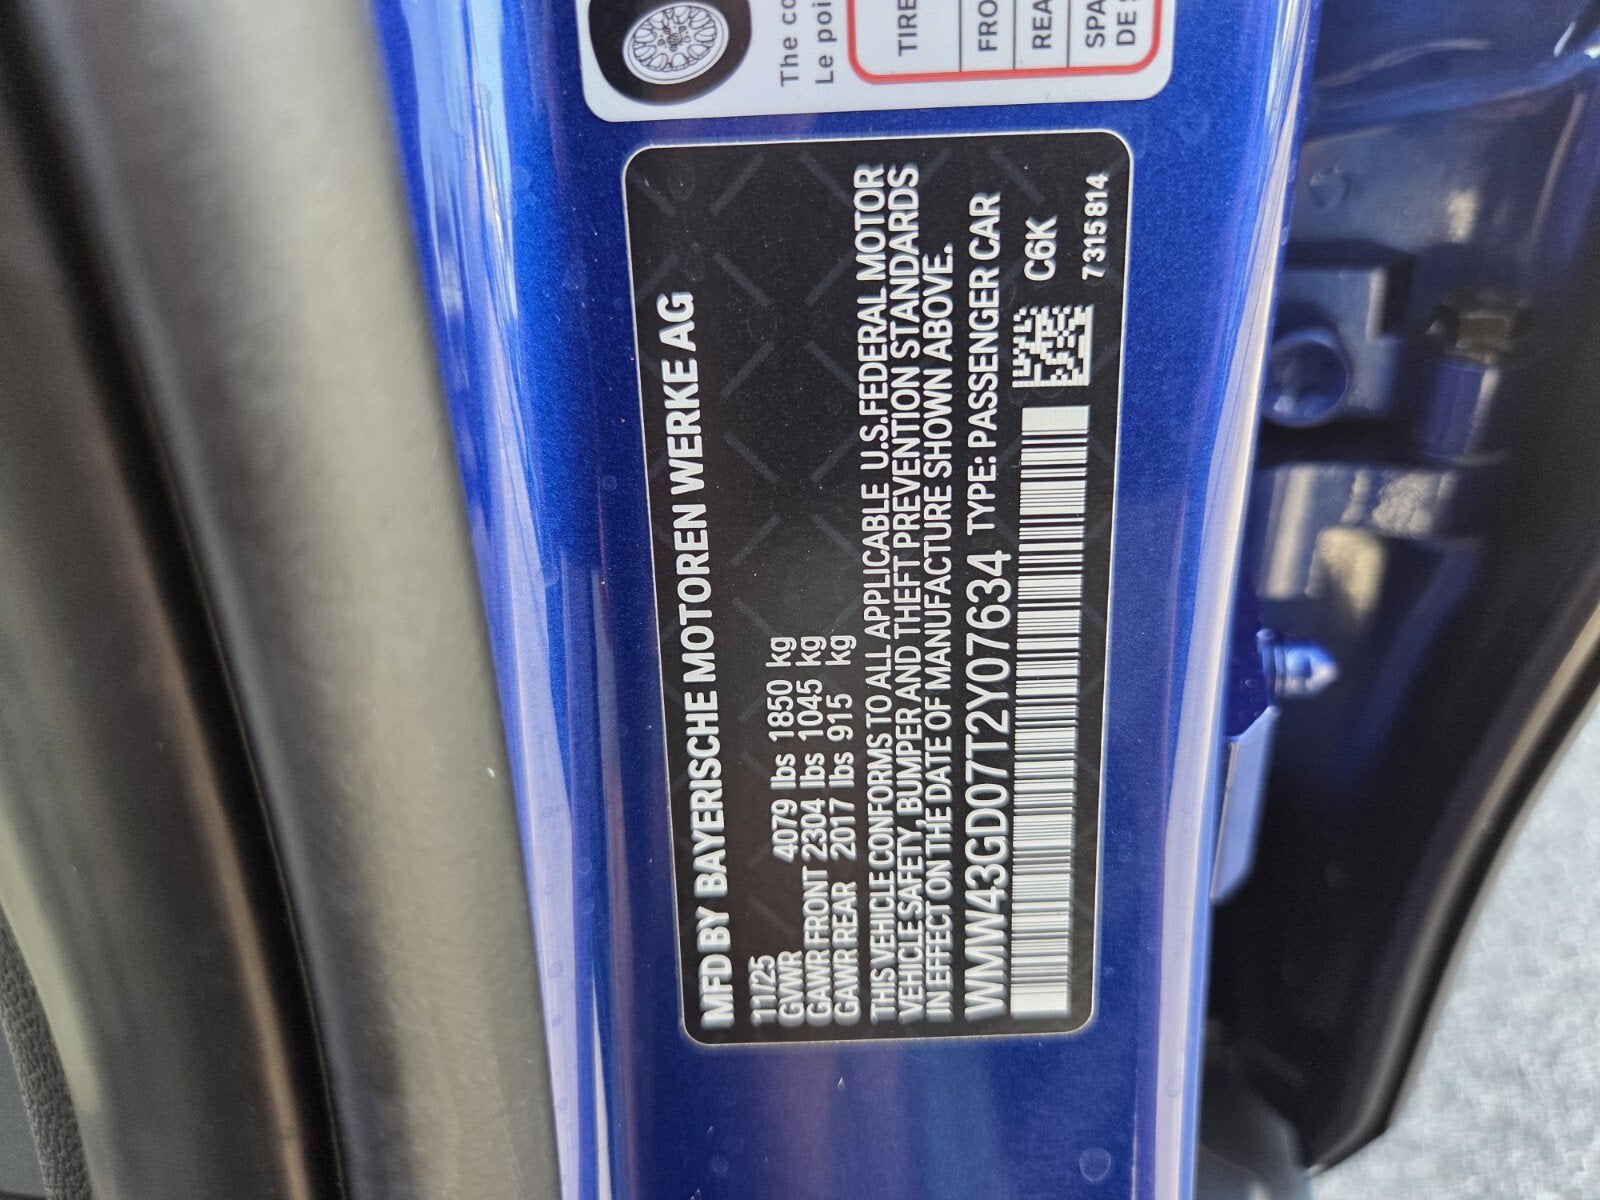 The co
Le poi
TIRE
FRO
REA
SPA
DE S
MFD BY BAYERISCHE MOTOREN WERKE AG
11/25
GVWR 4079 lbs 1850 kg
GAWR FRONT 2304 lbs 1045 kg
GAWR REAR 2017 lbs 915 kg
THIS VEHICLE CONFORMS TO ALL APPLICABLE U.S.FEDERAL MOTOR
VEHICLE SAFETY, BUMPER AND THEFT PREVENTION STANDARDS
IN EFFECT ON THE DATE OF MANUFACTURE SHOWN ABOVE.
WMW43GD07T2Y07634 TYPE: PASSENGER CAR
C6K
7315814